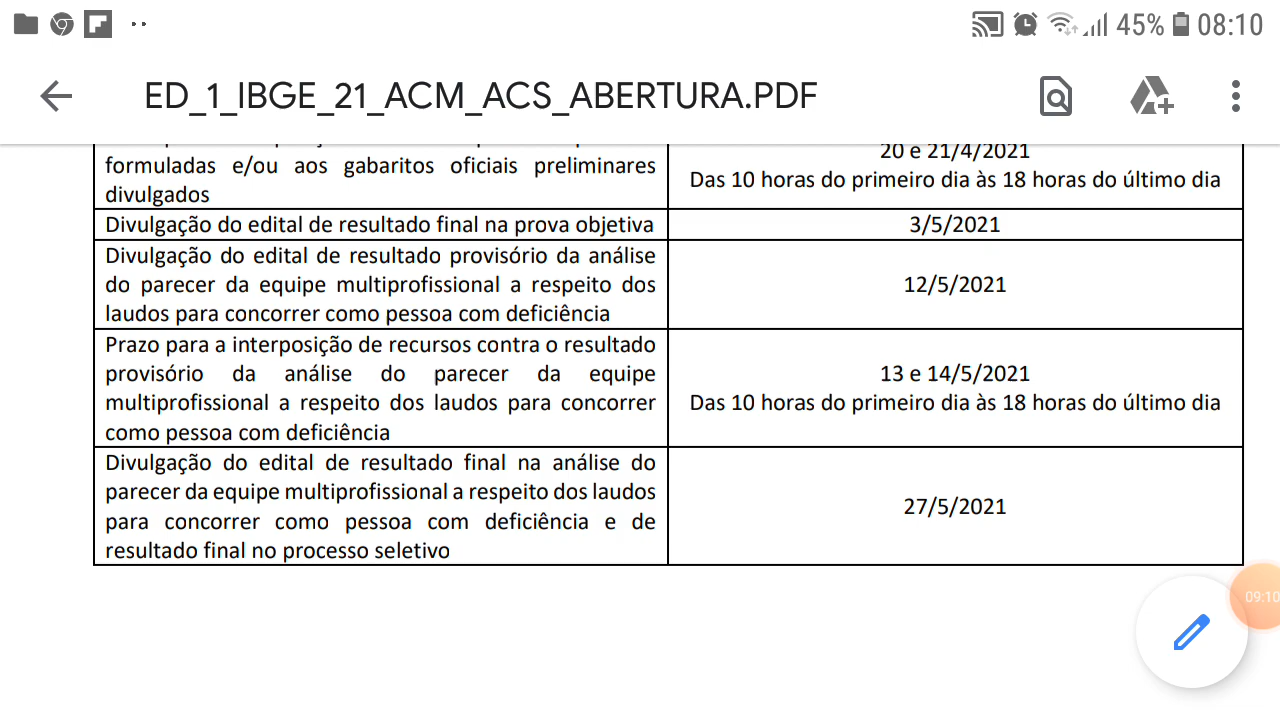 45% 08:10
ED_1_IBGE_21_ACM_ACS_ABERTURA.PDF
formuladas e/ou aos gabaritos oficiais preliminares
divulgados
20 e 21/4/2021
Das 10 horas do primeiro dia às 18 horas do último dia
Divulgação do edital de resultado final na prova objetiva
3/5/2021
Divulgação do edital de resultado provisório da análise
do parecer da equipe multiprofissional a respeito dos
laudos para concorrer como pessoa com deficiência
12/5/2021
Prazo para a interposição de recursos contra o resultado
provisório da análise do parecer da equipe
multiprofissional a respeito dos laudos para concorrer
como pessoa com deficiência
13 e 14/5/2021
Das 10 horas do primeiro dia às 18 horas do último dia
Divulgação do edital de resultado final na análise do
parecer da equipe multiprofissional a respeito dos laudos
para concorrer como pessoa com deficiência e de
resultado final no processo seletivo
27/5/2021
09:10